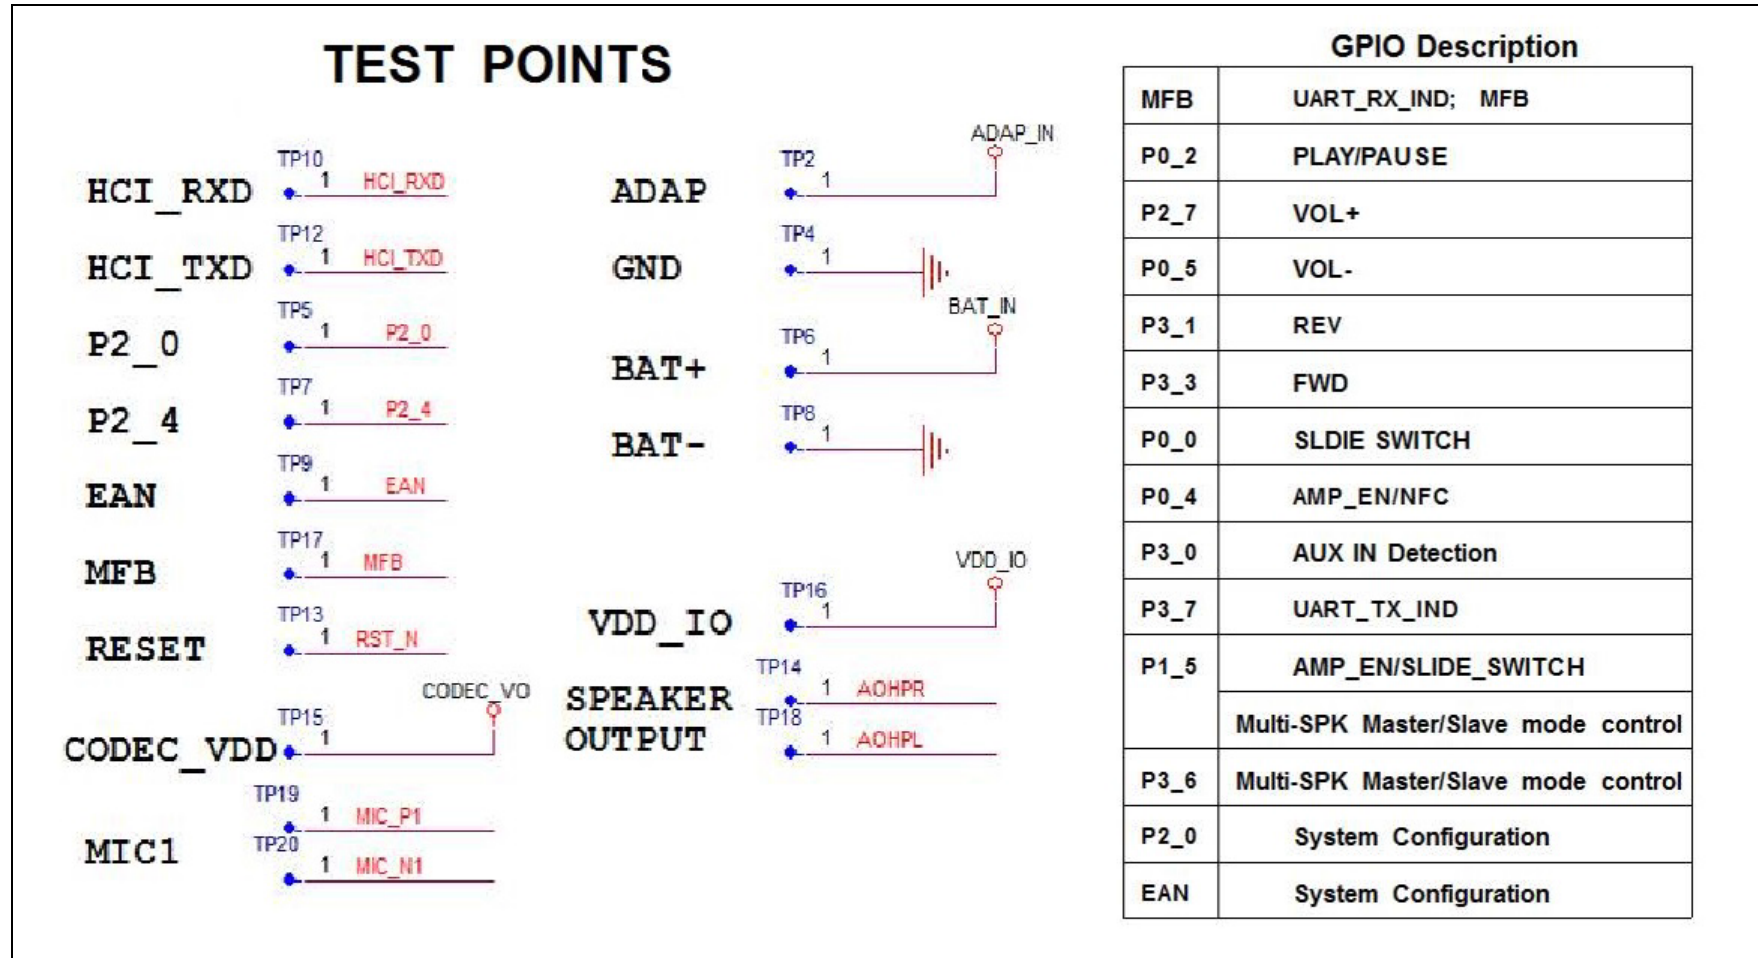 TEST POINTS
HCI_RXD
TP10
1
HCI_RXD
HCI_TXD
TP12
1
HCI_TXD
P2_0
TP5
1
P2_0
P2_4
TP7
1
P2_4
EAN
TP9
1
EAN
MFB
TP17
1
MFB
RESET
TP13
1
RST_N
CODEC_VDD
TP15
1
CODEC_VO
MIC1
TP19
1
MIC_P1
TP20
1
MIC_N1
ADAP
TP2
1
ADAP_IN
GND
TP4
1
BAT+
TP6
1
BAT_IN
BAT-
TP8
1
VDD_IO
TP16
1
VDD_IO
SPEAKER
OUTPUT
TP14
1
AOHPR
TP18
1
AOHPL
GPIO Description
MFB UART_RX_IND; MFB
P0_2 PLAY/PAUSE
P2_7 VOL+
P0_5 VOL-
P3_1 REV
P3_3 FWD
P0_0 SLDIE SWITCH
P0_4 AMP_EN/NFC
P3_0 AUX IN Detection
P3_7 UART_TX_IND
P1_5 AMP_EN/SLIDE_SWITCH
Multi-SPK Master/Slave mode control
P3_6 Multi-SPK Master/Slave mode control
P2_0 System Configuration
EAN System Configuration